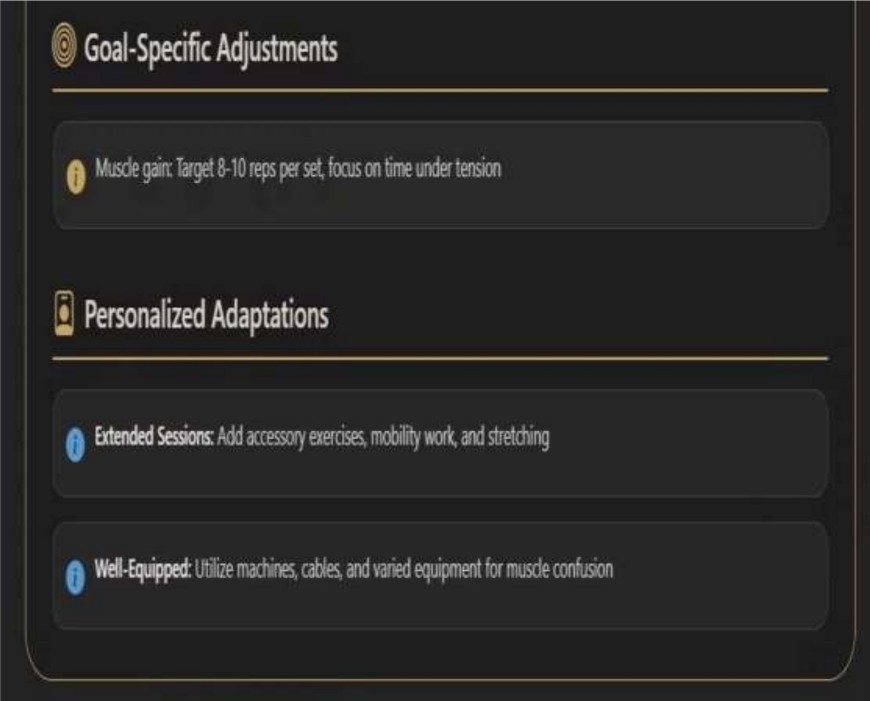 Goal-Specific Adjustments
Muscle gain: Target 8-10 reps per set, focus on time under tension
Personalized Adaptations
Extended Sessions: Add accessory exercises, mobility work, and stretching
Well-Equipped: Utilize machines, cables, and varied equipment for muscle confusion